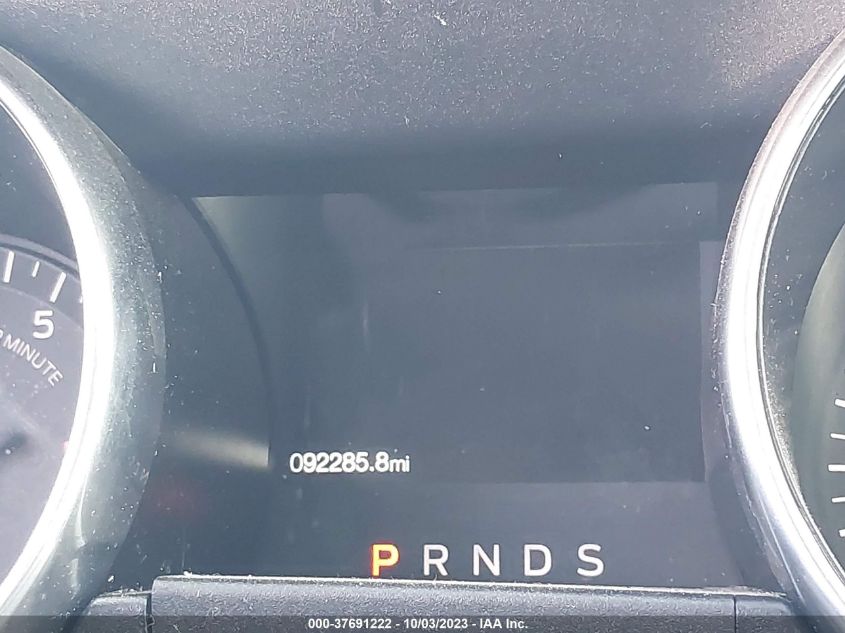 5
MINUTE
092285.8mi
P R N D S
000-37691222 - 10/03/2023 - IAA Inc.